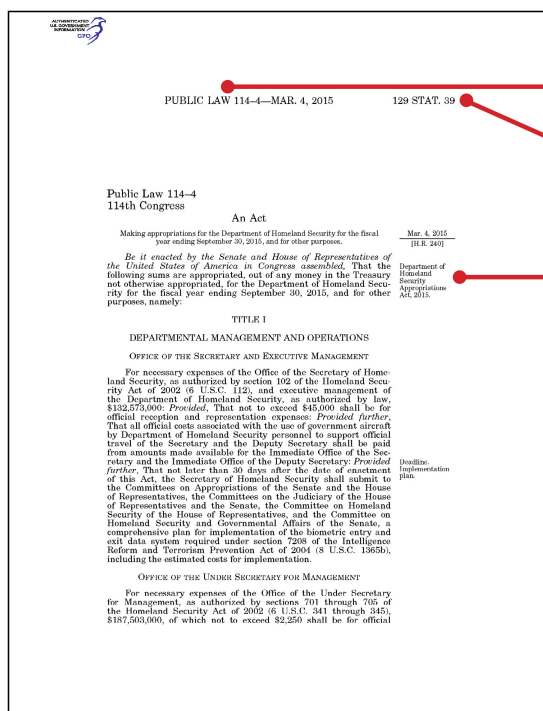 AUTHENTICATED
U.S. GOVERNMENT
INFORMATION
GPO
PUBLIC LAW 114–4—MAR. 4, 2015 129 STAT. 39
Public Law 114–4
114th Congress
An Act
Making appropriations for the Department of Homeland Security for the fiscal
year ending September 30, 2015, and for other purposes.
Mar. 4, 2015
[H.R. 240]
Be it enacted by the Senate and House of Representatives of
the United States of America in Congress assembled, That the
following sums are appropriated, out of any money in the Treasury
not otherwise appropriated, for the Department of Homeland Secu-
rity for the fiscal year ending September 30, 2015, and for other
purposes, namely:
Department of
Homeland
Security
Appropriations
Act, 2015.
TITLE I
DEPARTMENTAL MANAGEMENT AND OPERATIONS
OFFICE OF THE SECRETARY AND EXECUTIVE MANAGEMENT
For necessary expenses of the Office of the Secretary of Home-
land Security, as authorized by section 102 of the Homeland Secu-
rity Act of 2002 (6 U.S.C. 112), and executive management of
the Department of Homeland Security, as authorized by law,
$132,573,000: Provided, That not to exceed $45,000 shall be for
official reception and representation expenses: Provided further,
That all official costs associated with the use of government aircraft
by Department of Homeland Security personnel to support official
travel of the Secretary and the Deputy Secretary shall be paid
from amounts made available for the Immediate Office of the Sec-
retary and the Immediate Office of the Deputy Secretary: Provided
further, That not later than 30 days after the date of enactment
of this Act, the Secretary of Homeland Security shall submit to
the Committees on Appropriations of the Senate and the House
of Representatives, the Committees on the Judiciary of the House
of Representatives and the Senate, the Committee on Homeland
Security of the House of Representatives, and the Committee on
Homeland Security and Governmental Affairs of the Senate, a
comprehensive plan for implementation of the biometric entry and
exit data system required under section 7208 of the Intelligence
Reform and Terrorism Prevention Act of 2004 (8 U.S.C. 1365b),
including the estimated costs for implementation.
Deadline.
Implementation
plan.
OFFICE OF THE UNDER SECRETARY FOR MANAGEMENT
For necessary expenses of the Office of the Under Secretary
for Management, as authorized by sections 701 through 705 of
the Homeland Security Act of 2002 (6 U.S.C. 341 through 345),
$187,503,000, of which not to exceed $2,250 shall be for official